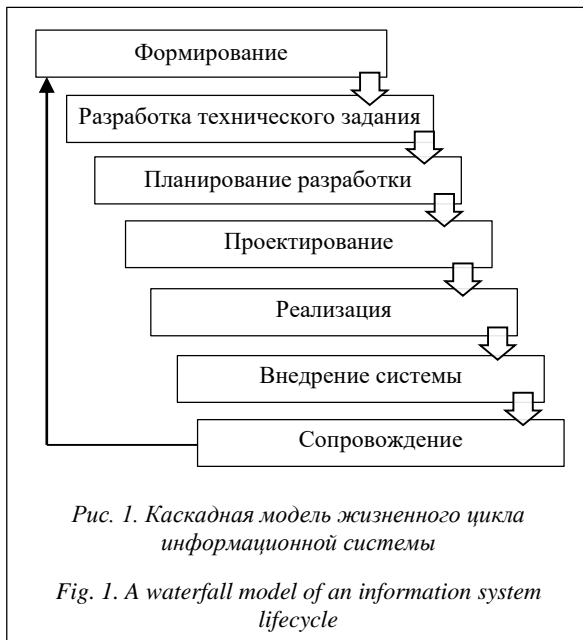 Формирование
Разработка технического задания
Планирование разработки
Проектирование
Реализация
Внедрение системы
Сопровождение
Рис. 1. Каскадная модель жизненного цикла
информационной системы
Fig. 1. A waterfall model of an information system
lifecycle